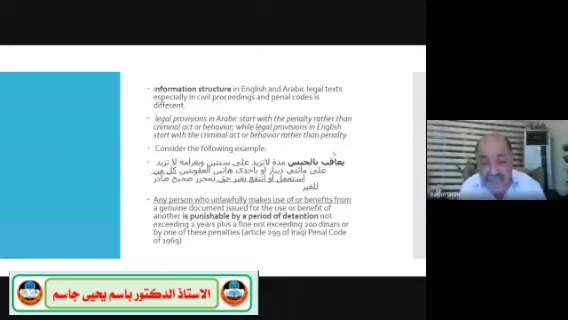 information structure in English and Arabic legal texts
especially in civil proceedings and penal codes is
different.
legal provisions in Arabic start with the penalty rather than
criminal act or behavior; while legal provisions in English
start with the criminal act or behavior rather than penalty.
Consider the following example:
يعاقب بالحبس مدة لاتزيد على سنتين وبغرامه لا تزيد
على مائتي دينار او باحدى هاتين العقوبتين كل من
استعمل او انتفع بغير حق بمحرر صحيح صادر
للغير
Any person who unlawfully makes use of or benefits from
a genuine document issued for the use or benefit of
another is punishable by a period of detention not
exceeding 2 years plus a fine not exceeding 200 dinars or
by one of these penalties (article 299 of Iraqi Penal Code
of 1969)
الاستاذ الدكتور باسم يحيى جاسم